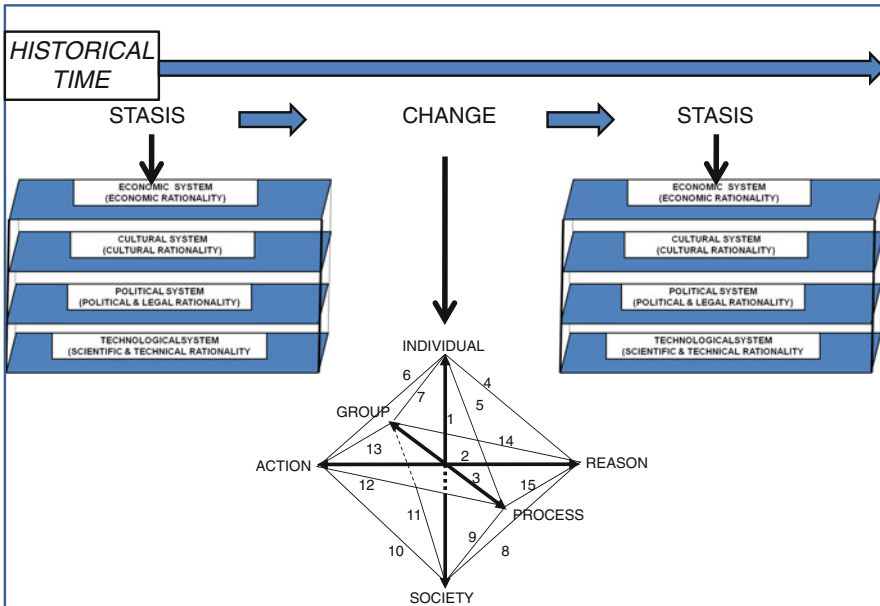 HISTORICAL
TIME
STASIS
CHANGE
STASIS
ECONOMIC SYSTEM
(ECONOMIC RATIONALITY)
CULTURAL SYSTEM
(CULTURAL RATIONALITY)
POLITICAL SYSTEM
(POLITICAL & LEGAL RATIONALITY)
TECHNOLOGICALSYSTEM
(SCIENTIFIC & TECHNICAL RATIONALITY
ECONOMIC SYSTEM
(ECONOMIC RATIONALITY)
CULTURAL SYSTEM
(CULTURAL RATIONALITY)
POLITICAL SYSTEM
(POLITICAL & LEGAL RATIONALITY)
TECHNOLOGICALSYSTEM
(SCIENTIFIC & TECHNICAL RATIONALITY
INDIVIDUAL
6
4
7
5
GROUP
1
14
13
2
ACTION
REASON
3
12
15
11
PROCESS
9
10
8
SOCIETY